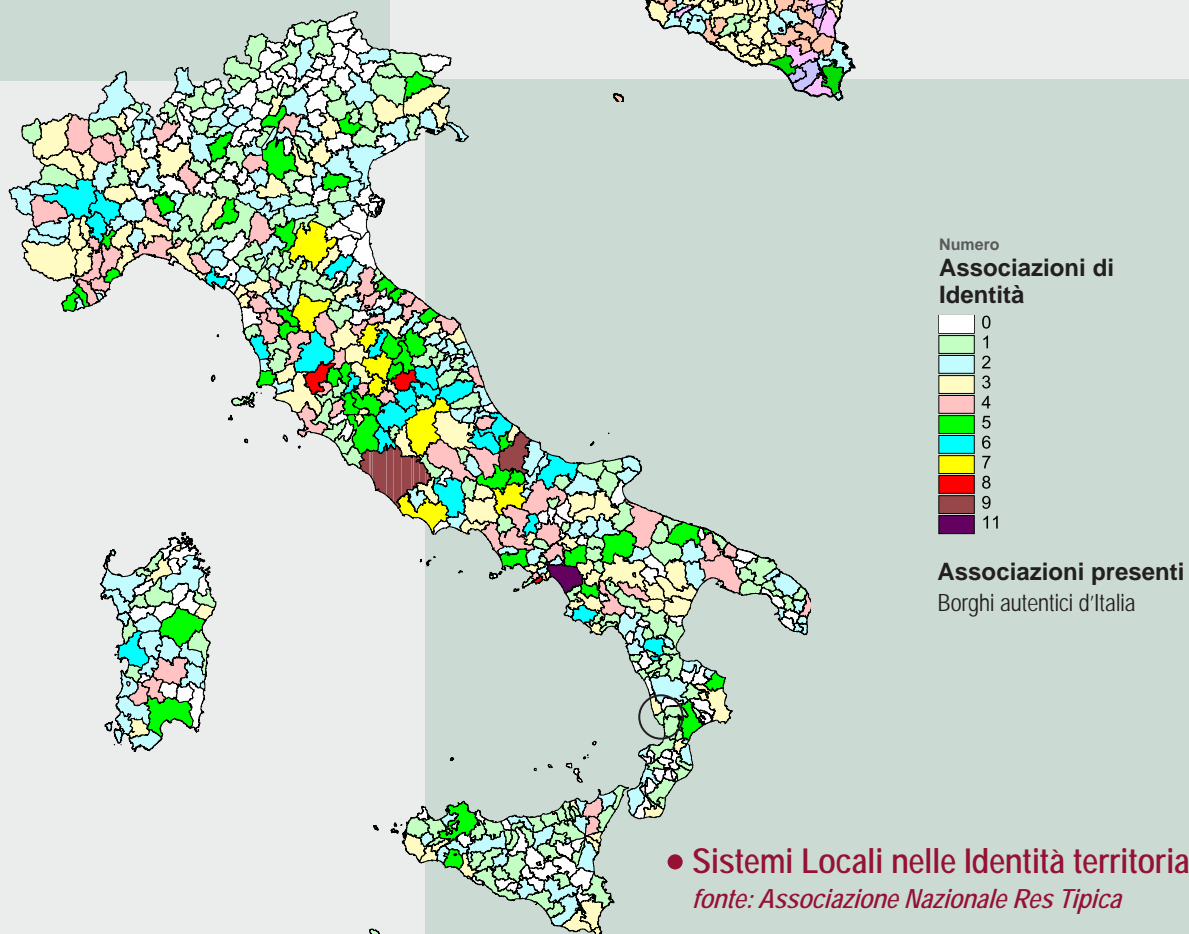 Numero
Associazioni di
Identità
0
1
2
3
4
5
6
7
8
9
11
Associazioni presenti
Borghi autentici d'Italia
• Sistemi Locali nelle Identità territoria
fonte: Associazione Nazionale Res Tipica